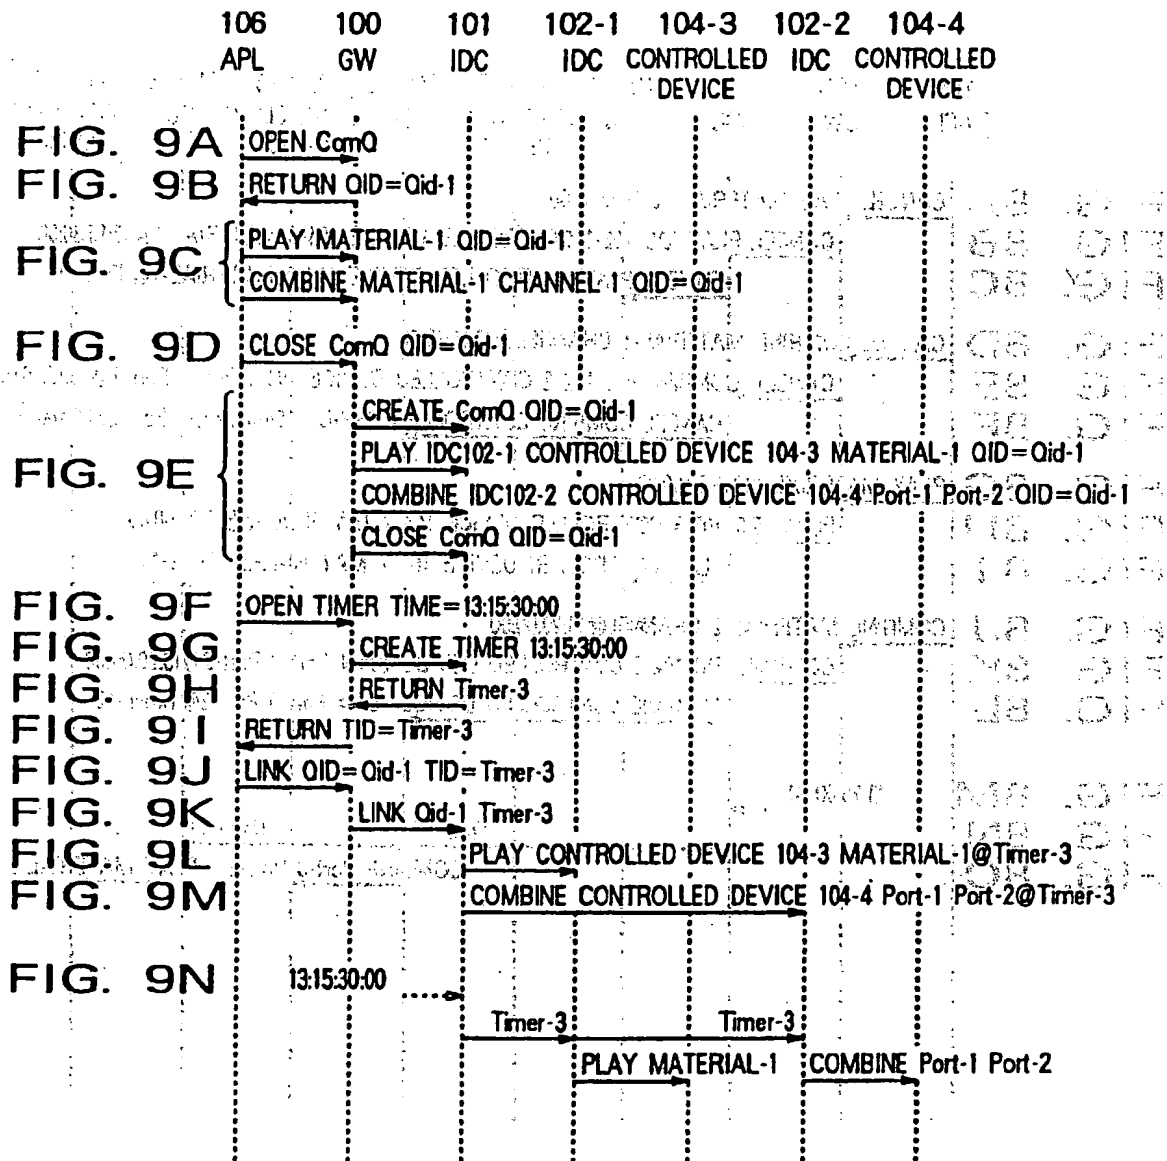 106 100 101 102-1 104-3 102-2 104-4
APL GW IDC IDC CONTROLLED IDC CONTROLLED
DEVICE DEVICE
FIG. 9A OPEN ComQ
FIG. 9B RETURN QID=Qid-1
FIG. 9C PLAY MATERIAL-1 QID=Qid-1
COMBINE MATERIAL-1 CHANNEL 1 QID=Qid-1
FIG. 9D CLOSE ComQ QID=Qid-1
FIG. 9E CREATE ComQ QID=Qid-1
PLAY IDC102-1 CONTROLLED DEVICE 104-3 MATERIAL-1 QID=Qid-1
COMBINE IDC102-2 CONTROLLED DEVICE 104-4 Port-1 Port-2 QID=Qid-1
CLOSE ComQ QID=Qid-1
FIG. 9F OPEN TIMER TIME=13:15:30:00
FIG. 9G CREATE TIMER 13:15:30:00
FIG. 9H RETURN Timer-3
FIG. 9I RETURN TID=Timer-3
FIG. 9J LINK QID=Qid-1 TID=Timer-3
FIG. 9K LINK Qid-1 Timer-3
FIG. 9L PLAY CONTROLLED DEVICE 104-3 MATERIAL-1@Timer-3
FIG. 9M COMBINE CONTROLLED DEVICE 104-4 Port-1 Port-2@Timer-3
FIG. 9N 13:15:30:00
Timer-3 Timer-3
PLAY MATERIAL-1 COMBINE Port-1 Port-2